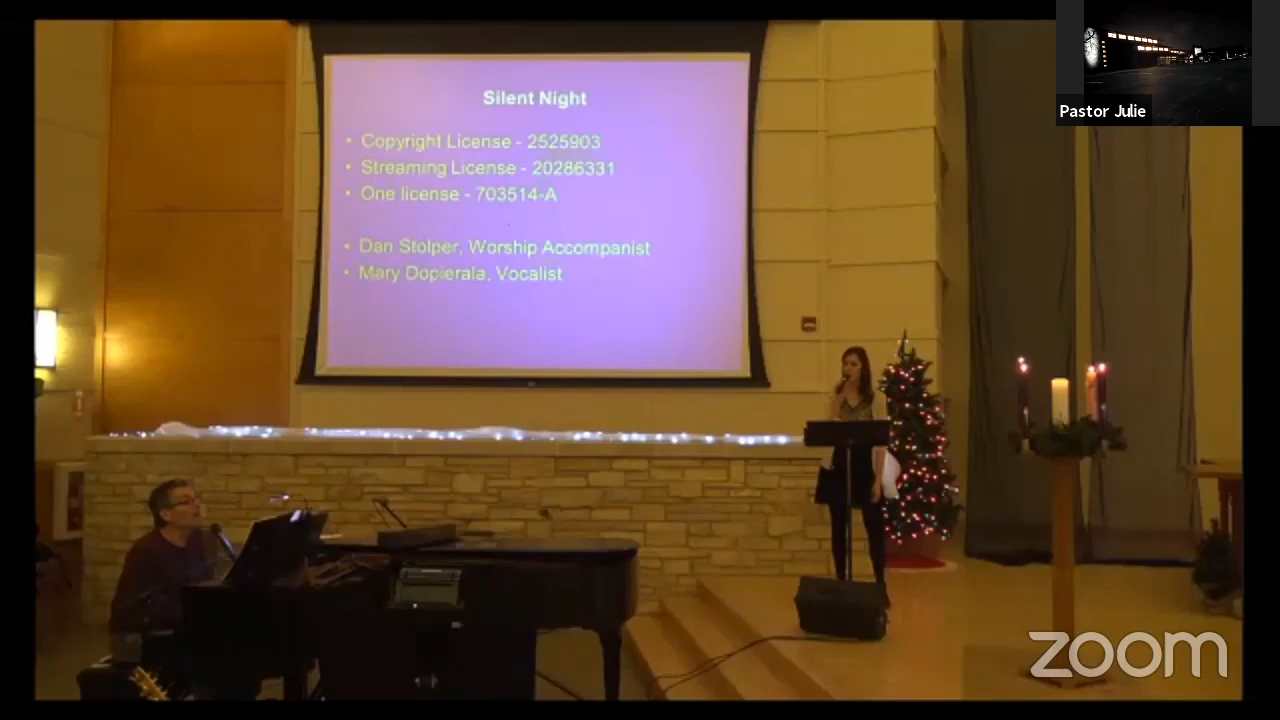 Silent Night
• Copyright License - 2525903
• Streaming License - 20286331
• One license - 703514-A
• Dan Stolper, Worship Accompanist
• Mary Dopierala, Vocalist
Pastor Julie
zoom